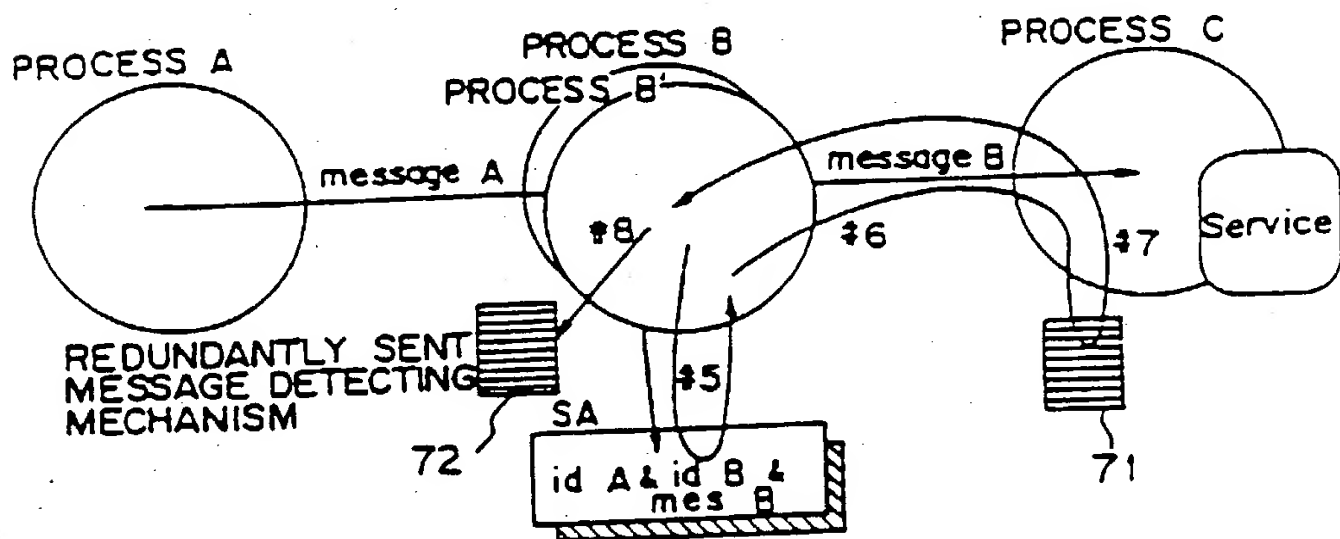 PROCESS A
PROCESS B
PROCESS B'
PROCESS C
message A
message B
Service
#8
#6
#7
#5
REDUNDANTLY SENT
MESSAGE DETECTING
MECHANISM
72
SA
id A & id B &
mes B
71